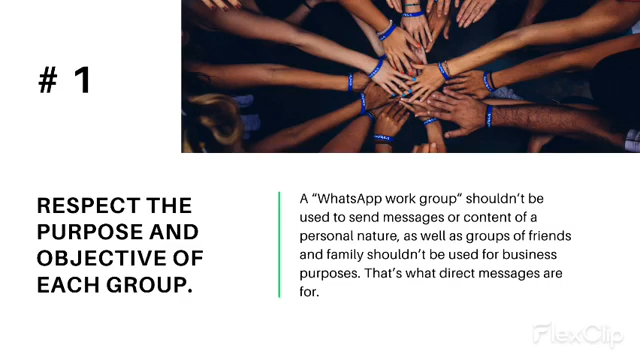 # 1
RESPECT THE
PURPOSE AND
OBJECTIVE OF
EACH GROUP.
A “WhatsApp work group” shouldn’t be
used to send messages or content of a
personal nature, as well as groups of friends
and family shouldn’t be used for business
purposes. That’s what direct messages are
for.
FlexClip